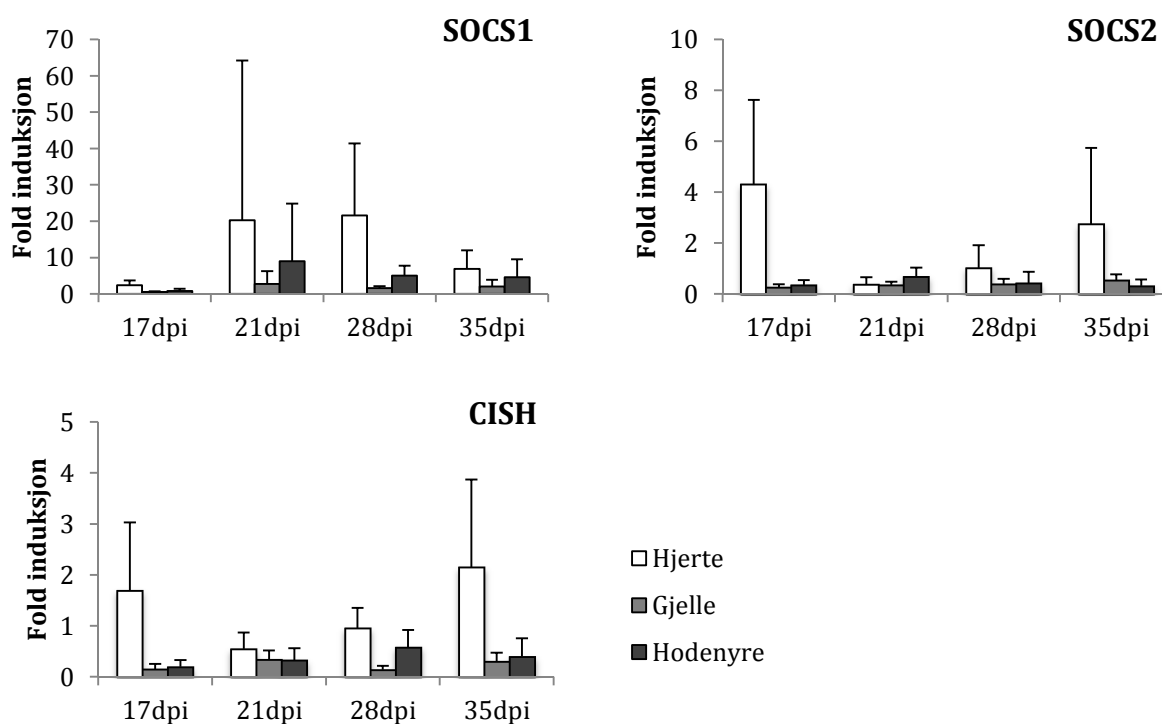 SOCS1
Fold induksjon
70
60
50
40
30
20
10
0
17dpi 21dpi 28dpi 35dpi
SOCS2
Fold induksjon
10
8
6
4
2
0
17dpi 21dpi 28dpi 35dpi
CISH
Fold induksjon
5
4
3
2
1
0
17dpi 21dpi 28dpi 35dpi
Hjerte
Gjelle
Hodenyre